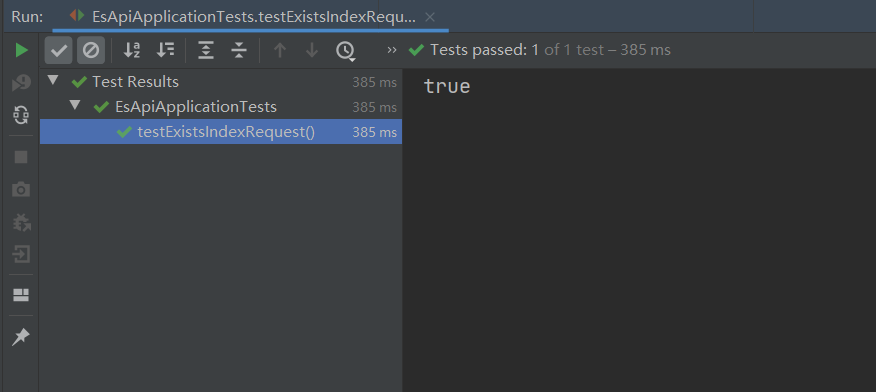 Run: EsApiApplicationTests.testExistsIndexRequ...
Tests passed: 1 of 1 test – 385 ms
Test Results 385 ms
EsApiApplicationTests 385 ms
testExistsIndexRequest() 385 ms
true